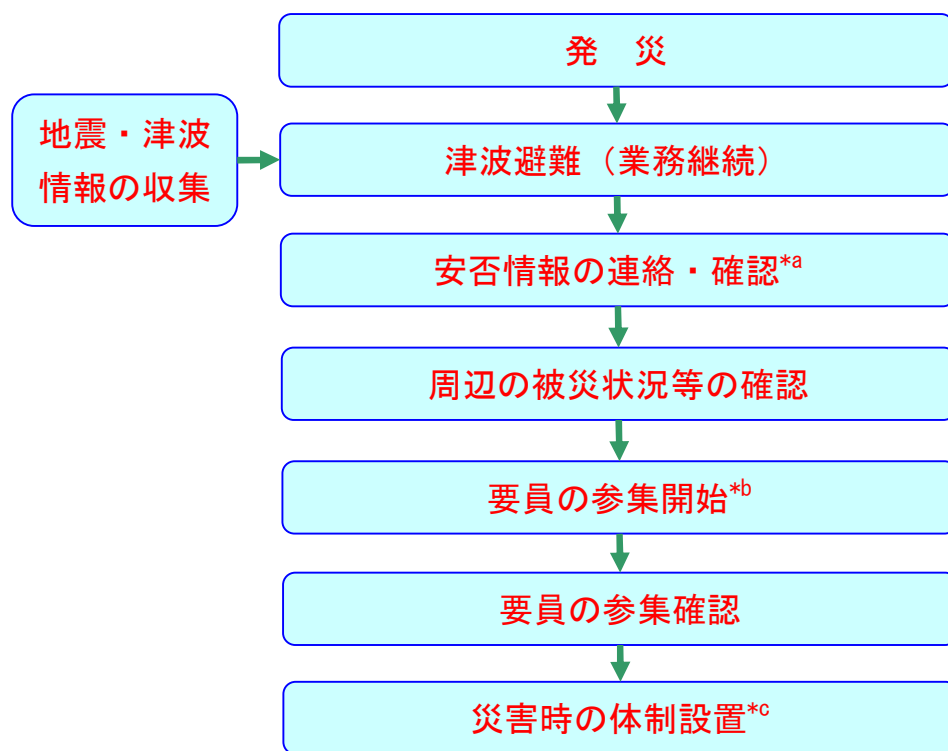 発　災
地震・津波
情報の収集
津波避難（業務継続）
安否情報の連絡・確認*a
周辺の被災状況等の確認
要員の参集開始*b
要員の参集確認
災害時の体制設置*c